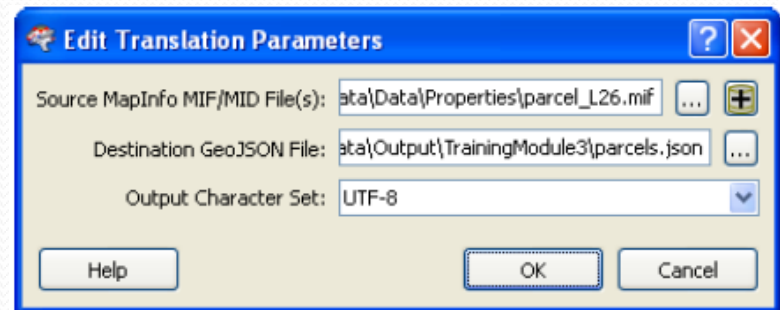 Edit Translation Parameters
Source MapInfo MIF/MID File(s): ata\Data\Properties\parcel_L26.mif ...
Destination GeoJSON File: ata\Output\TrainingModule3\parcels.json ...
Output Character Set: UTF-8
Help OK Cancel